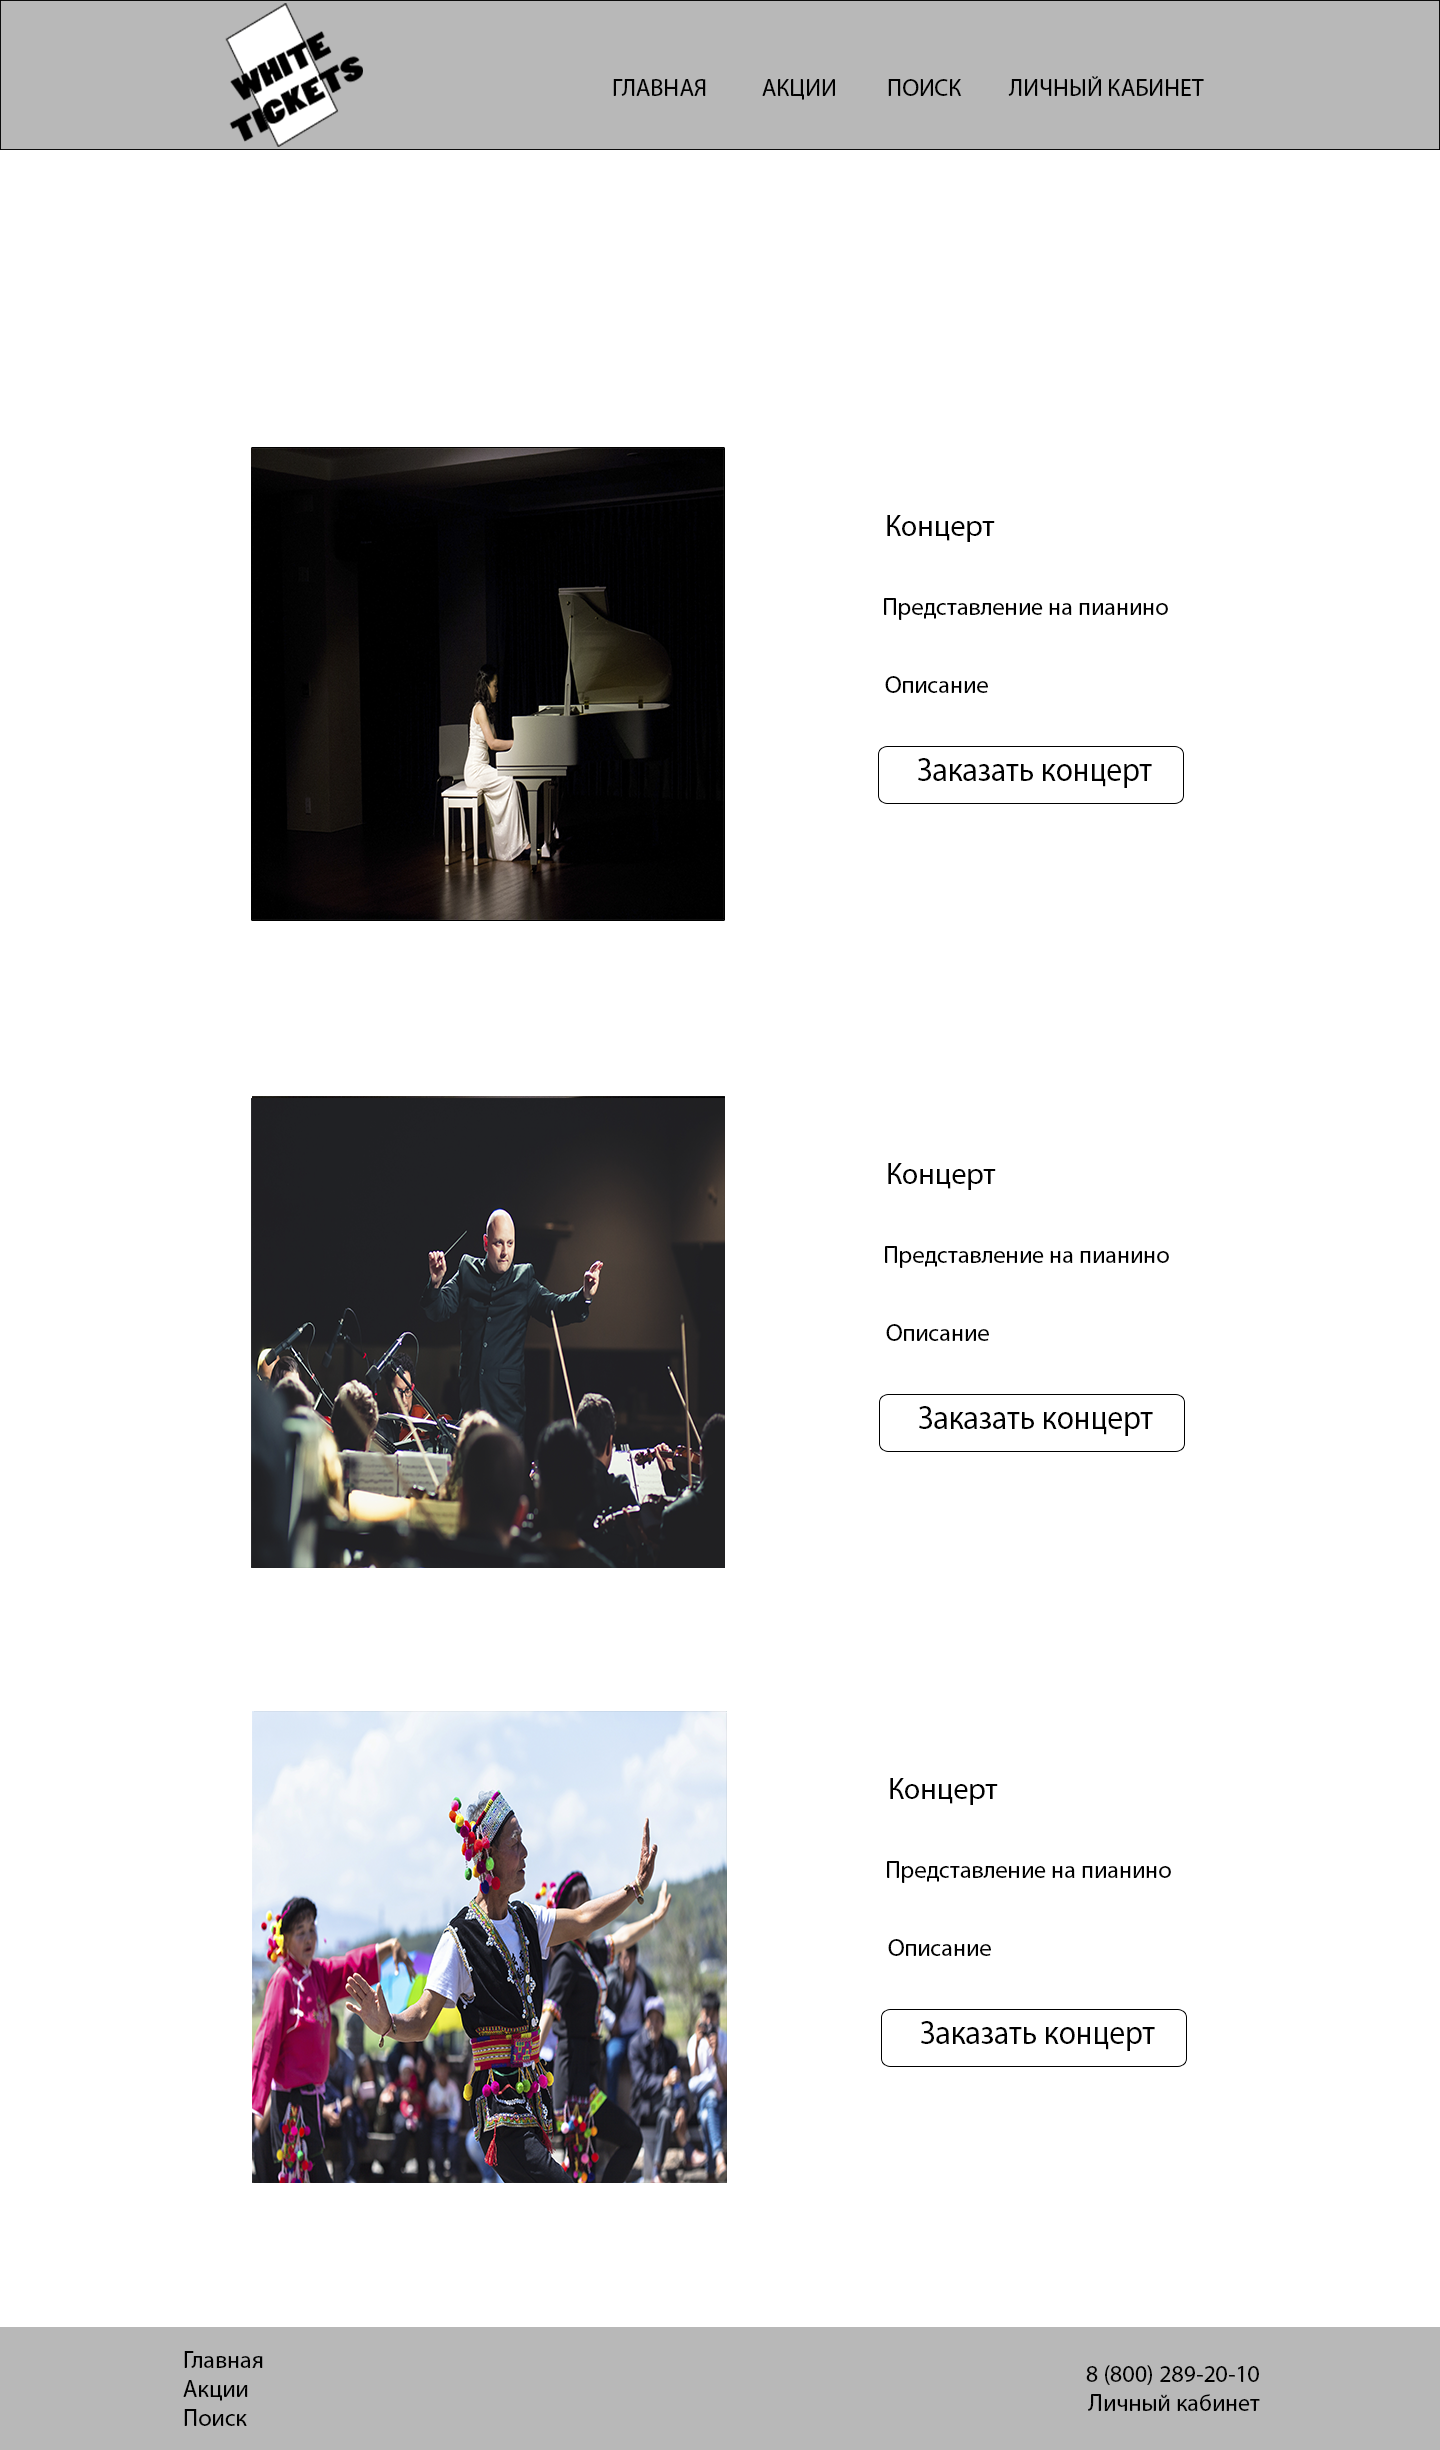 WHITE
TICKETS
ГЛАВНАЯ АКЦИИ ПОИСК ЛИЧНЫЙ КАБИНЕТ
Концерт
Представление на пианино
Описание
Заказать концерт
Концерт
Представление на пианино
Описание
Заказать концерт
Концерт
Представление на пианино
Описание
Заказать концерт
Главная
Акции
Поиск
8 (800) 289-20-10
Личный кабинет